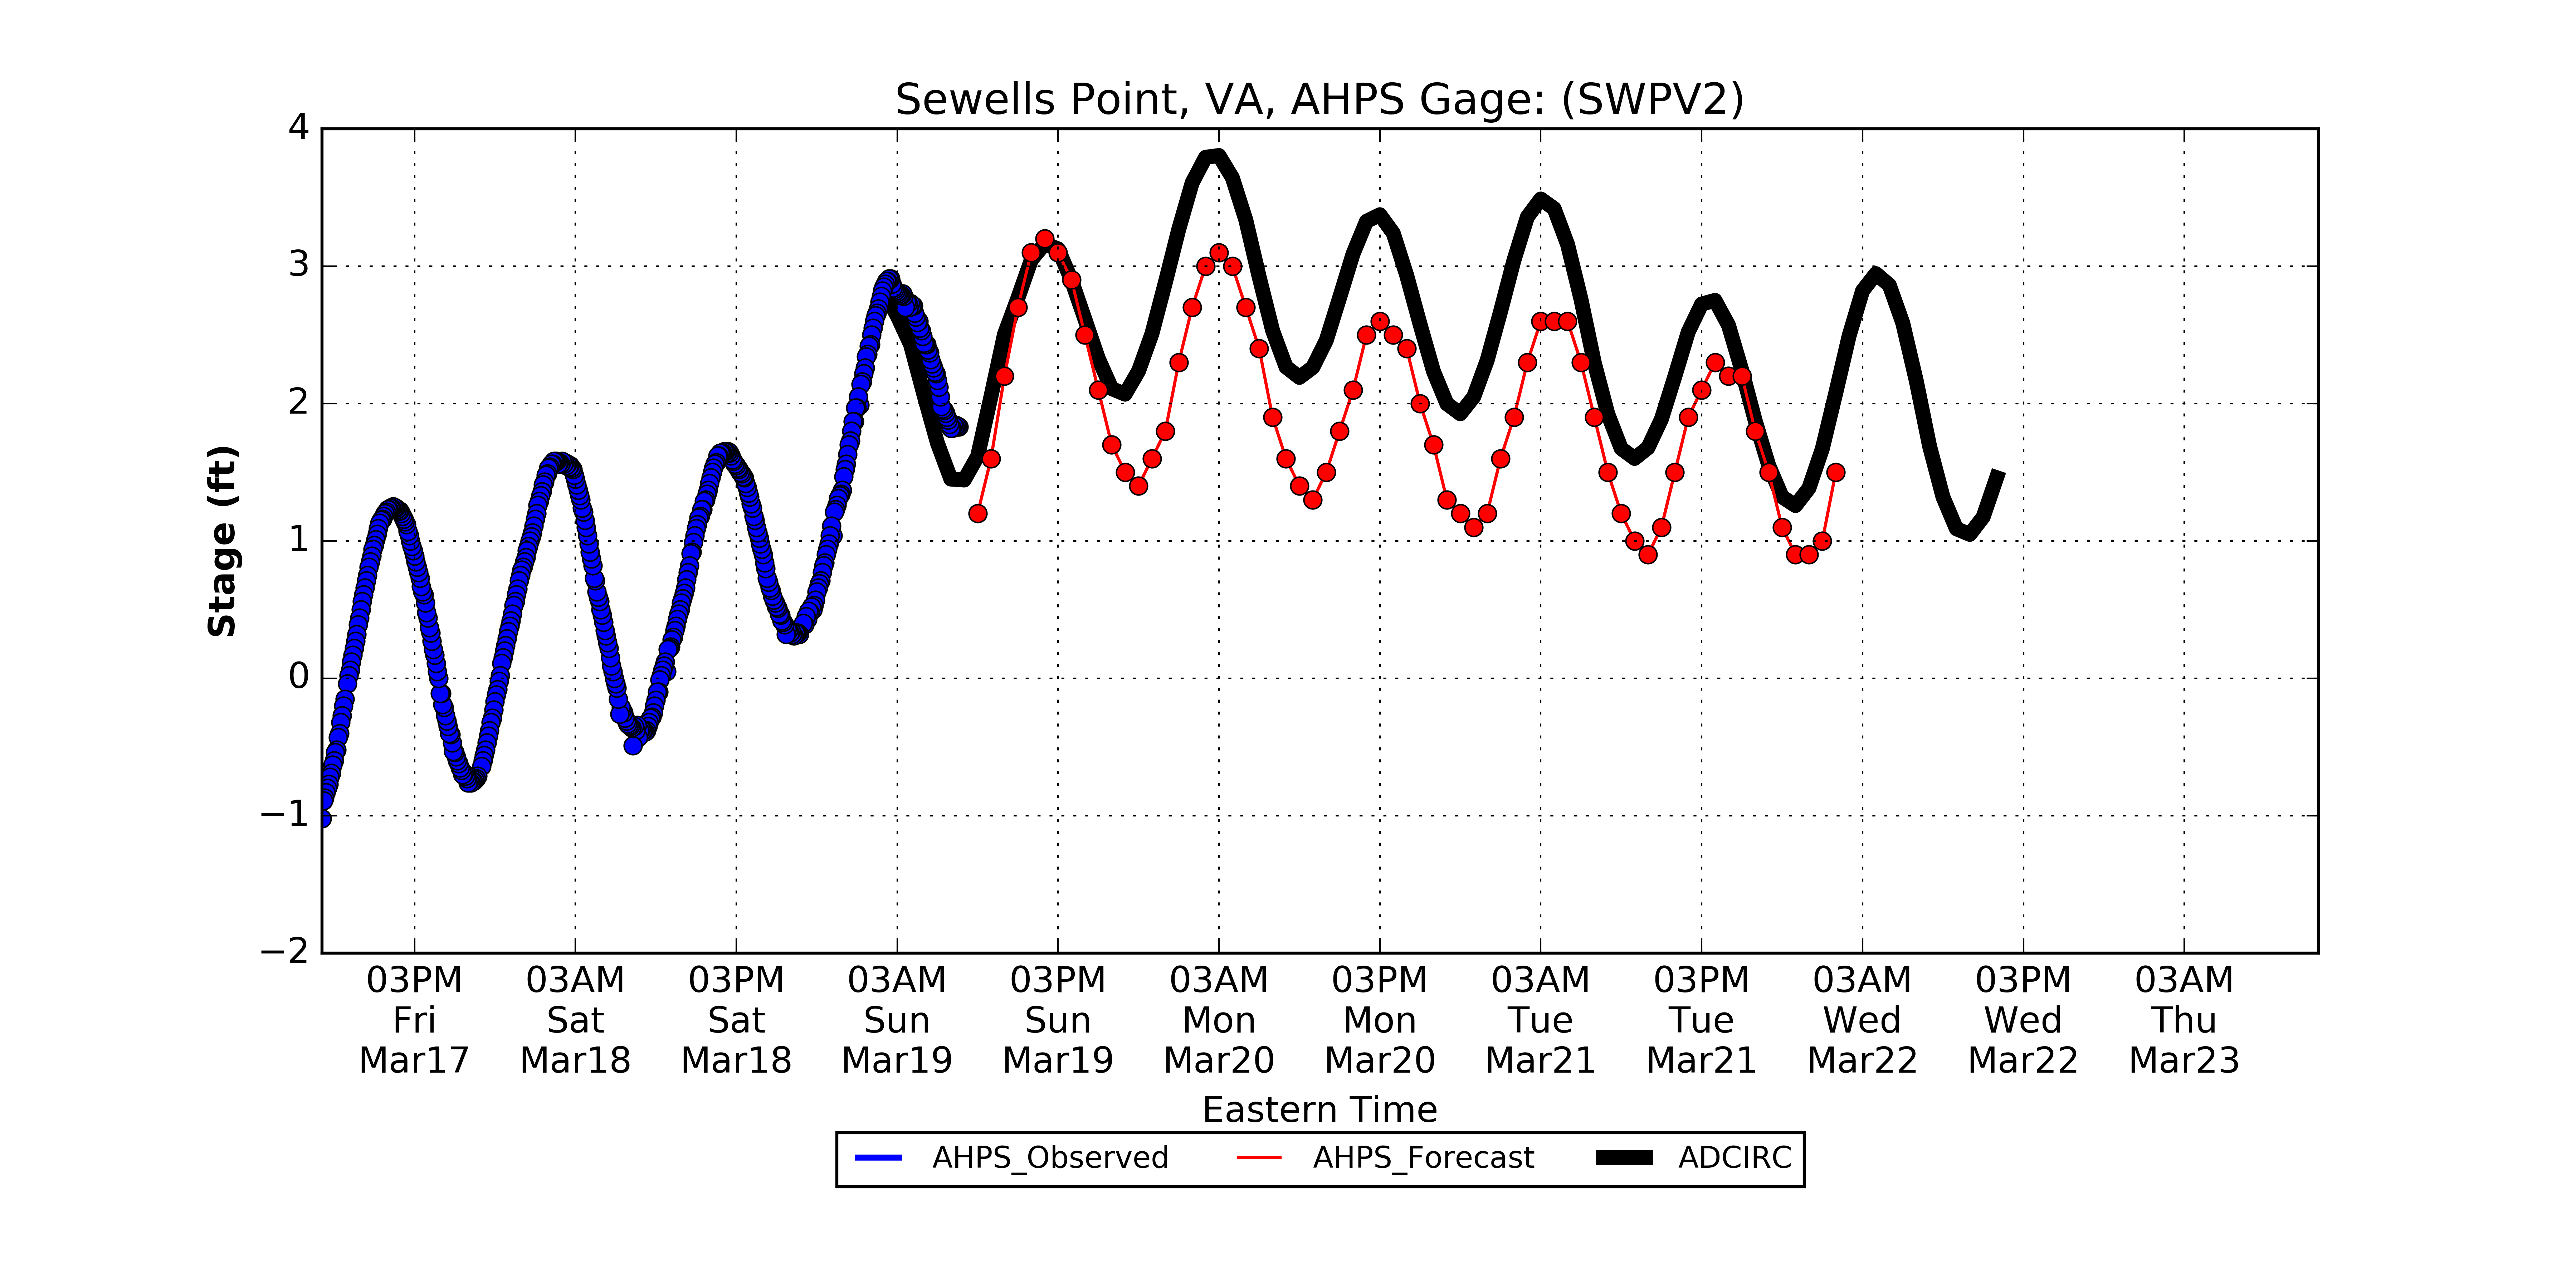 Sewells Point, VA, AHPS Gage: (SWPV2)
4
3
2
1
0
−1
−2
Stage (ft)
03PM 03AM 03PM 03AM 03PM 03AM 03PM 03AM 03PM 03AM 03PM 03AM
Fri Sat Sat Sun Sun Mon Mon Tue Tue Wed Wed Thu
Mar17 Mar18 Mar18 Mar19 Mar19 Mar20 Mar20 Mar21 Mar21 Mar22 Mar22 Mar23
Eastern Time
AHPS_Observed AHPS_Forecast ADCIRC